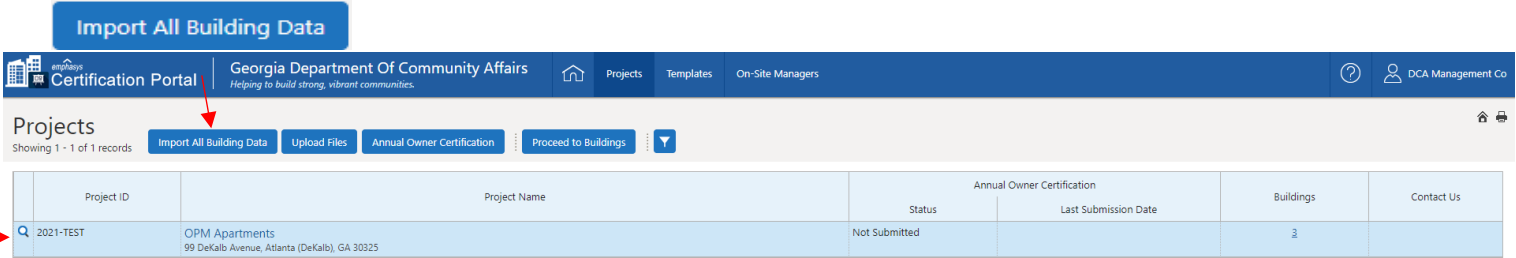 Import All Building Data
emphasys
Certification Portal
Georgia Department Of Community Affairs
Helping to build strong, vibrant communities.
Projects
Templates
On-Site Managers
DCA Management Co
Projects
Showing 1 - 1 of 1 records
Import All Building Data
Upload Files
Annual Owner Certification
Proceed to Buildings
Project ID
Project Name
Annual Owner Certification
Status
Last Submission Date
Buildings
Contact Us
2021-TEST
OPM Apartments
99 DeKalb Avenue, Atlanta (DeKalb), GA 30325
Not Submitted
3